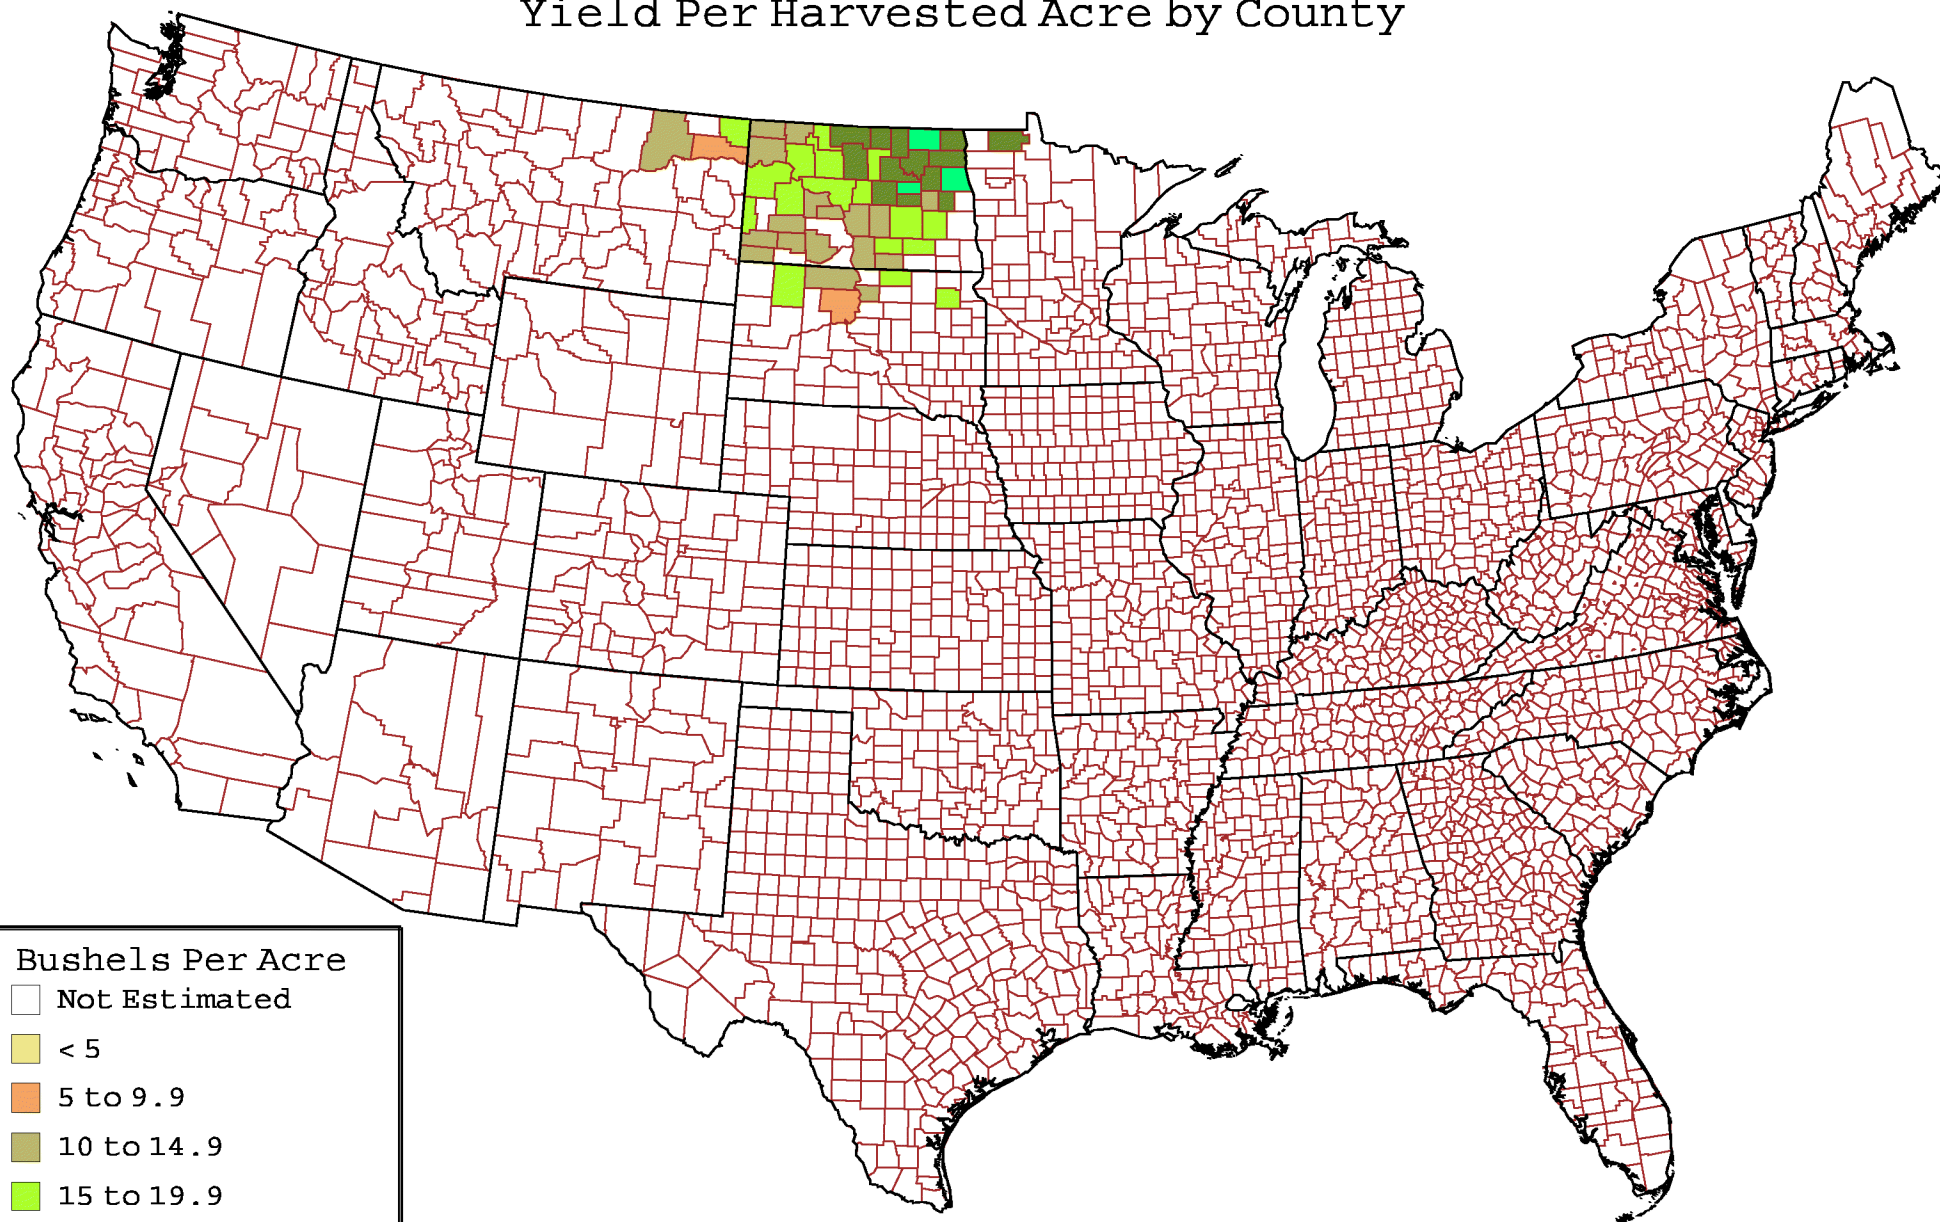 Yield Per Harvested Acre by County
Bushels Per Acre
Not Estimated
< 5
5 to 9.9
10 to 14.9
15 to 19.9